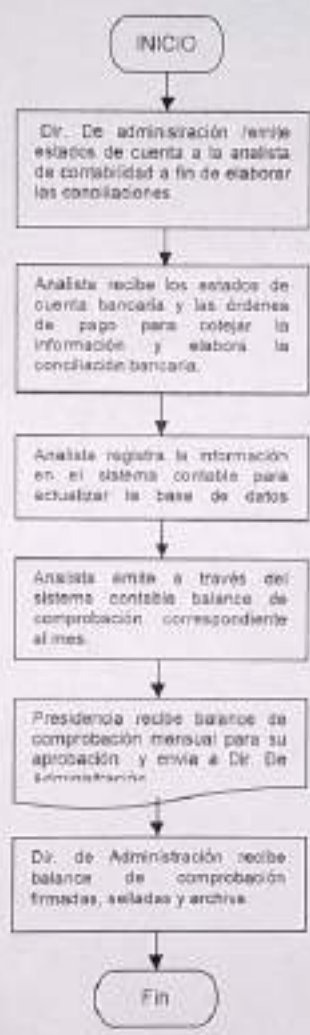 INICIO
Dir. De administración remite
estados de cuenta a la analista
de contabilidad a fin de elaborar
las conciliaciones
Analista recibe los estados de
cuenta bancaria y las órdenes
de pago para cotejar la
información y elabora la
conciliación bancaria.
Analista registra la información
en el sistema contable para
actualizar la base de datos
Analista emite a través del
sistema contable balance de
comprobación correspondiente
al mes.
Presidencia recibe balance de
comprobación mensual para su
aprobación y envía a Dir. De
Administración
Dir. de Administración recibe
balance de comprobación
firmadas, selladas y archiva
Fin